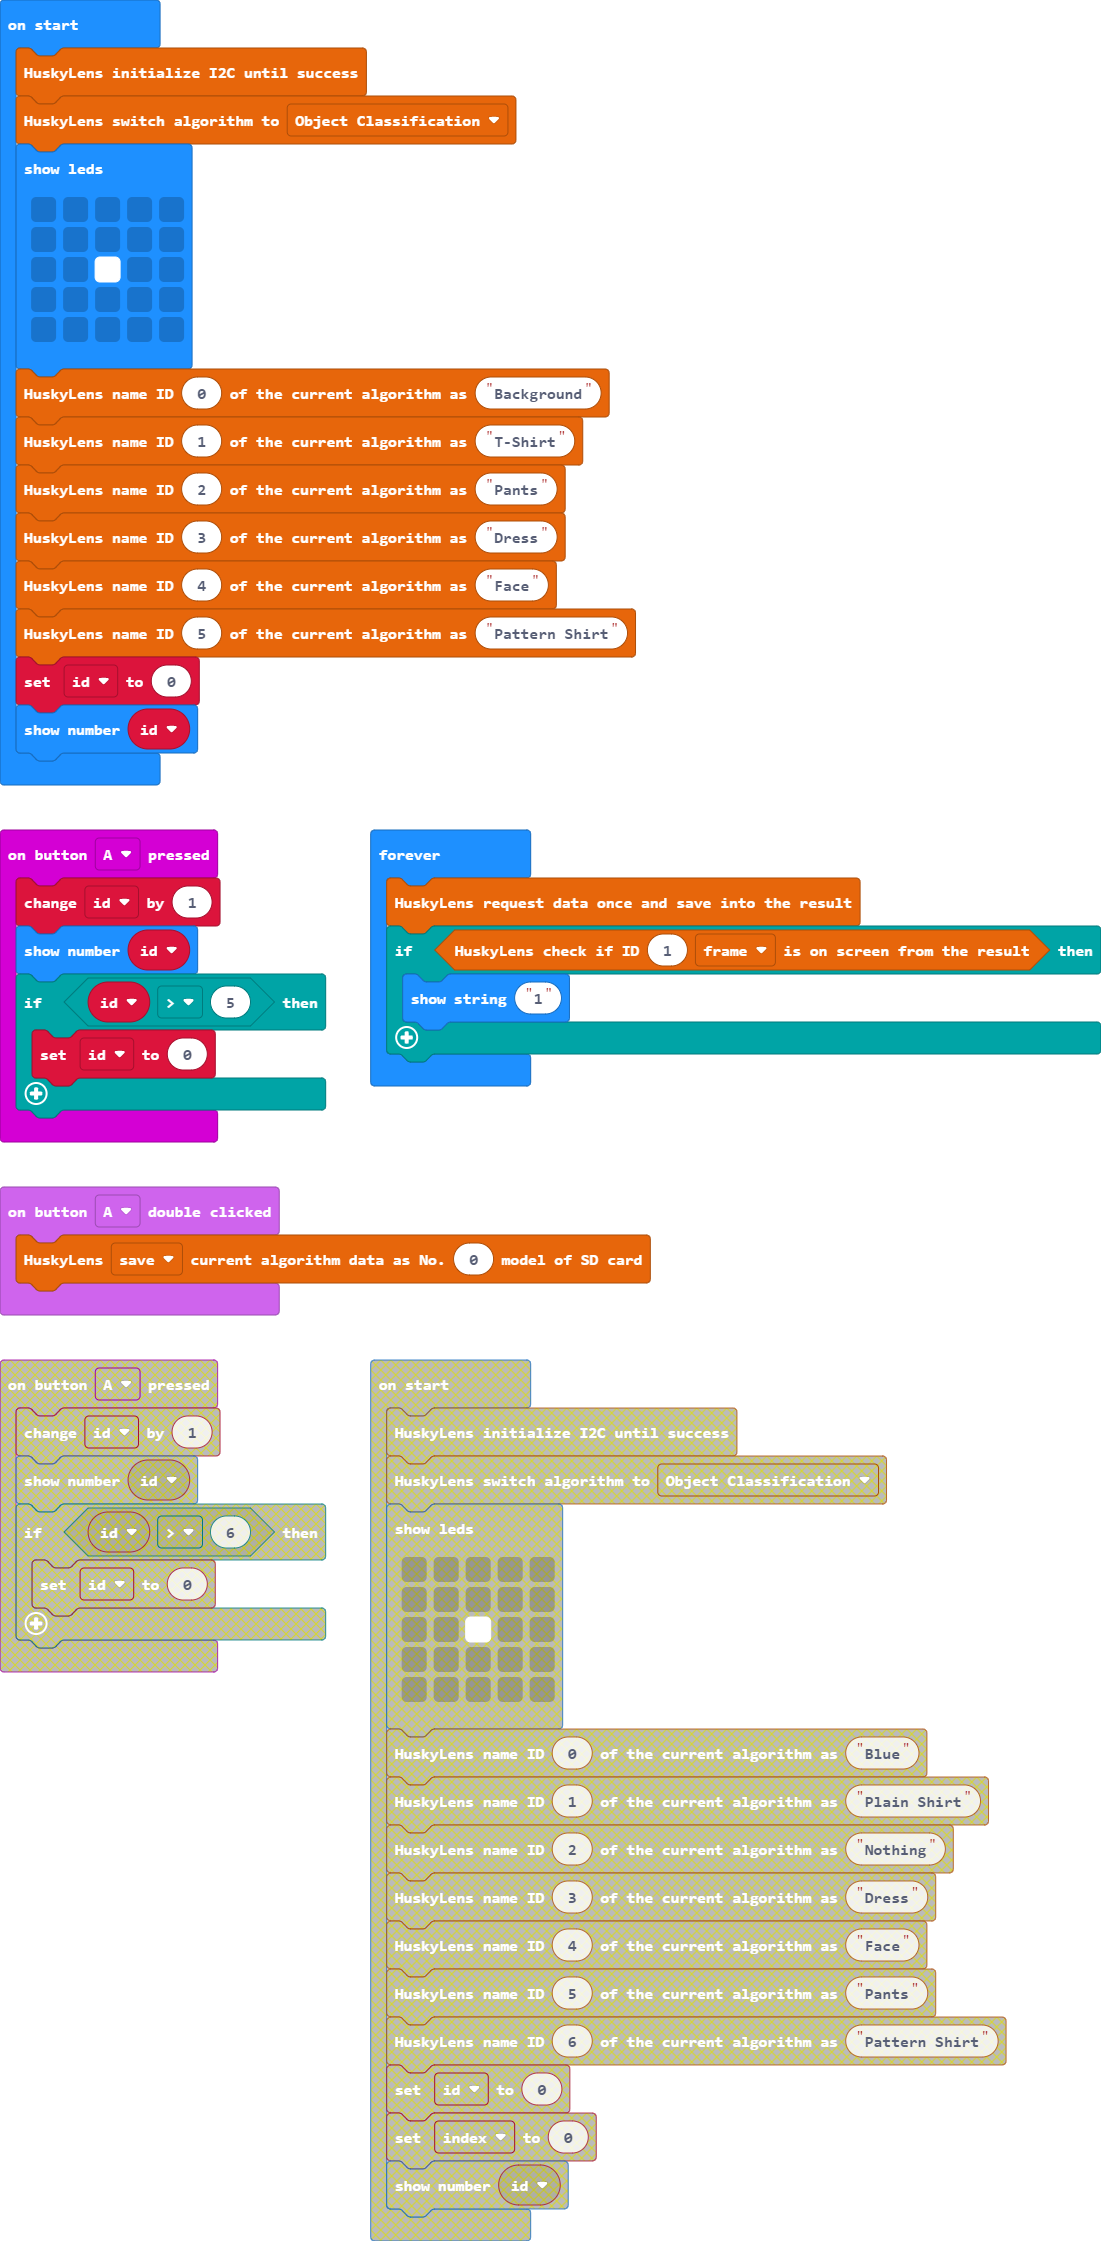 on start
HuskyLens initialize I2C until success
HuskyLens switch algorithm to Object Classification
show leds
HuskyLens name ID 0 of the current algorithm as "Background"
HuskyLens name ID 1 of the current algorithm as "T-Shirt"
HuskyLens name ID 2 of the current algorithm as "Pants"
HuskyLens name ID 3 of the current algorithm as "Dress"
HuskyLens name ID 4 of the current algorithm as "Face"
HuskyLens name ID 5 of the current algorithm as "Pattern Shirt"
set id to 0
show number id
on button A pressed
change id by 1
show number id
if id > 5 then
set id to 0
forever
HuskyLens request data once and save into the result
if HuskyLens check if ID 1 frame is on screen from the result then
show string "1"
on button A double clicked
HuskyLens save current algorithm data as No. 0 model of SD card
on button A pressed
change id by 1
show number id
if id > 6 then
set id to 0
on start
HuskyLens initialize I2C until success
HuskyLens switch algorithm to Object Classification
show leds
HuskyLens name ID 0 of the current algorithm as "Blue"
HuskyLens name ID 1 of the current algorithm as "Plain Shirt"
HuskyLens name ID 2 of the current algorithm as "Nothing"
HuskyLens name ID 3 of the current algorithm as "Dress"
HuskyLens name ID 4 of the current algorithm as "Face"
HuskyLens name ID 5 of the current algorithm as "Pants"
HuskyLens name ID 6 of the current algorithm as "Pattern Shirt"
set id to 0
set index to 0
show number id